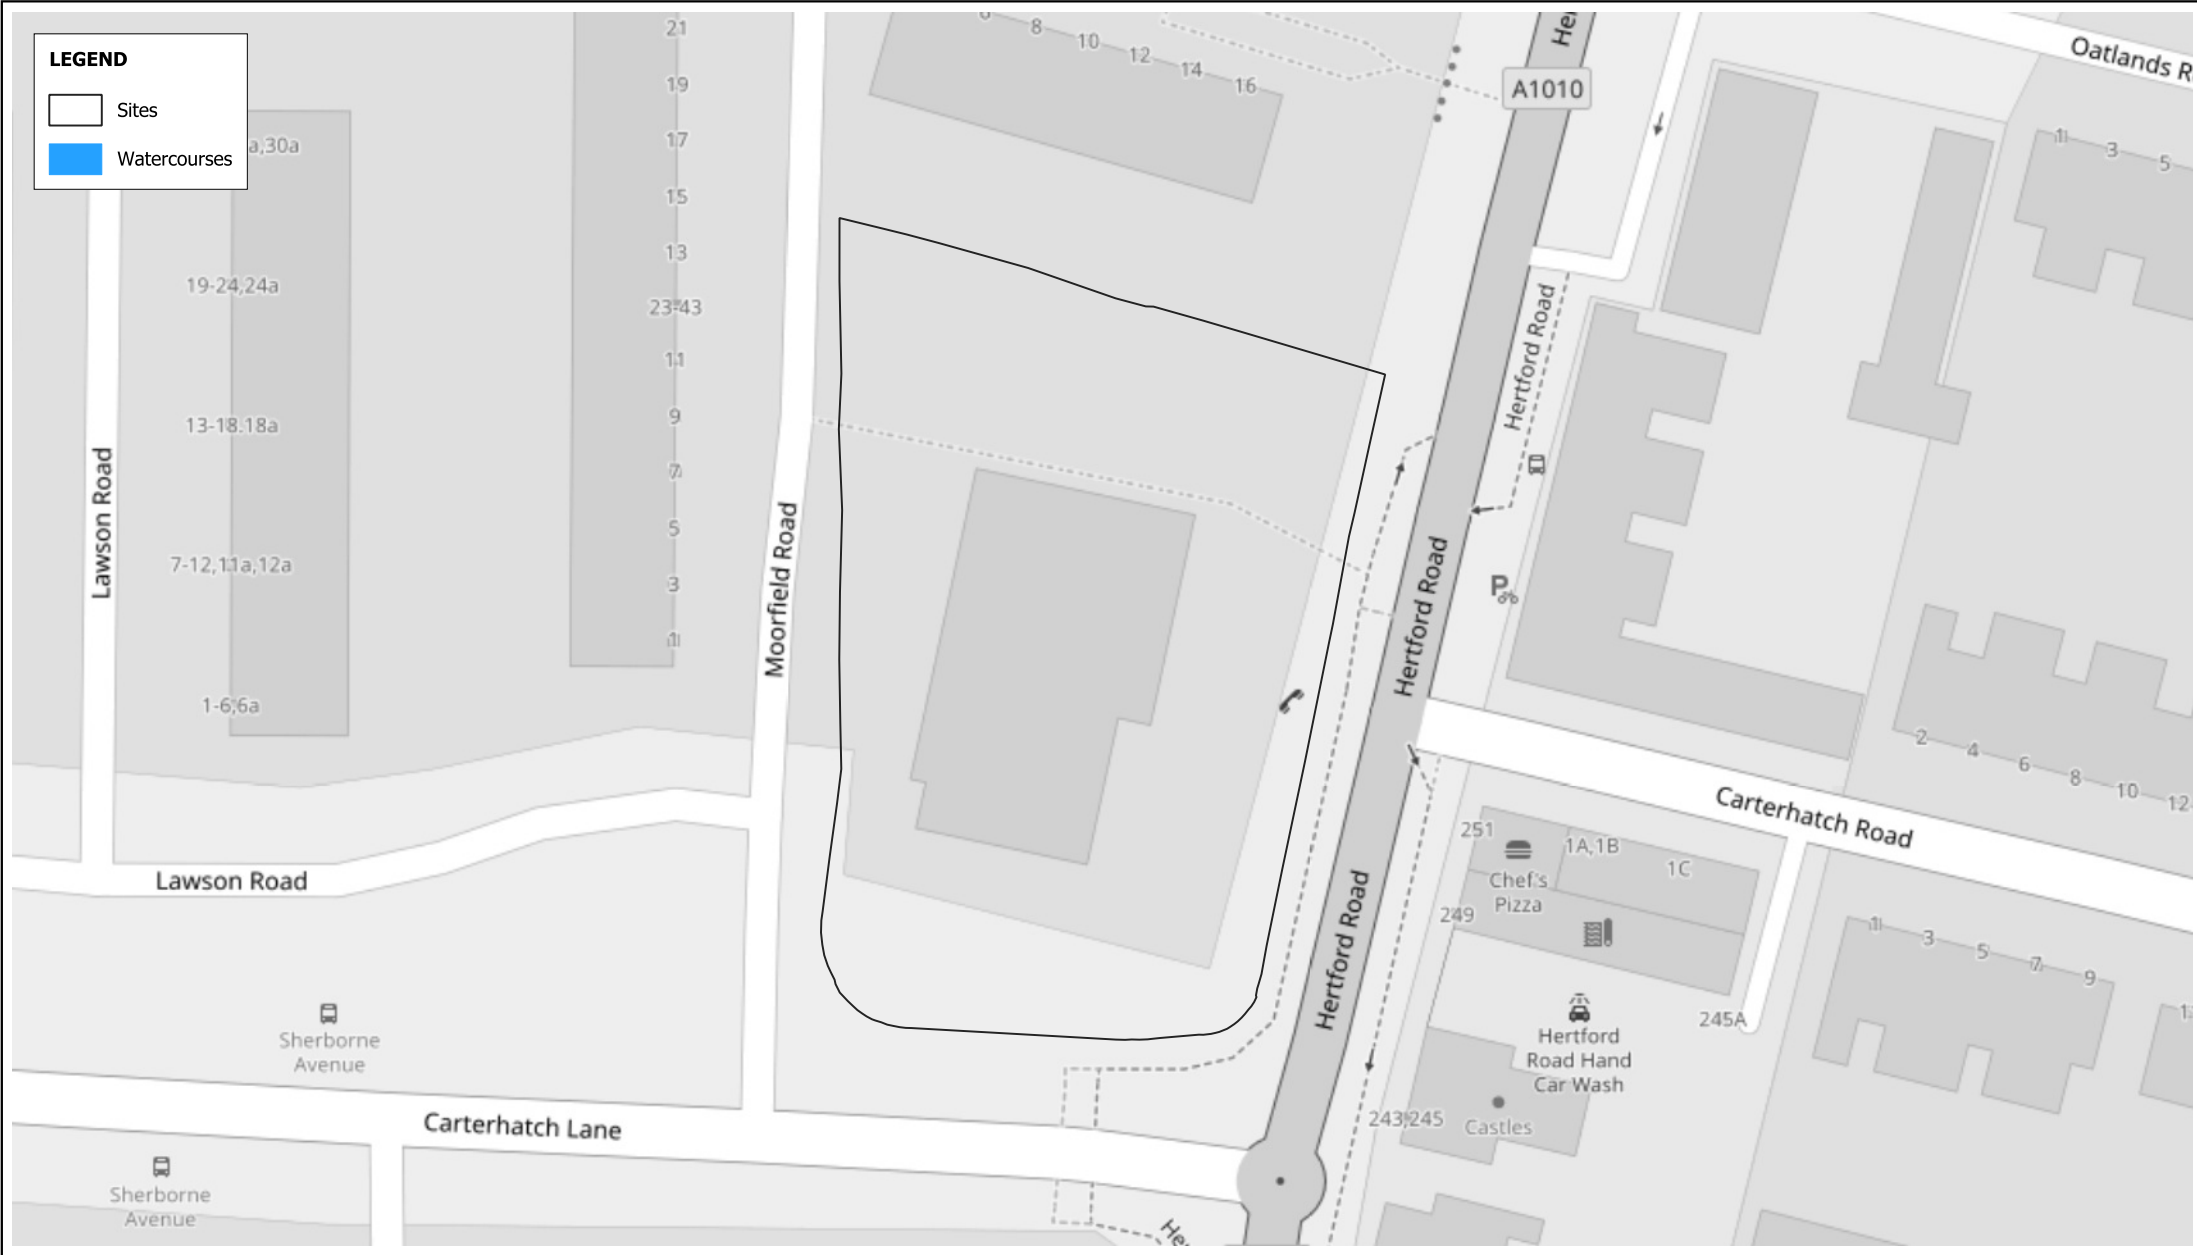 LEGEND
Sites
Watercourses
21
19
17
15
13
23-43
11
9
7
5
3
1
8
10
12
14
16
A1010
Oatlands R
1
3
5
a,30a
19-24,24a
13-18.18a
7-12,11a,12a
1-6,6a
Lawson Road
Moorfield Road
Hertford Road
Hertford Road
Hertford Road
P
2
4
6
8
10
12
Carterhatch Road
251
1A,1B
1C
Chef's
Pizza
249
245A
1
3
5
7
9
1
Hertford
Road Hand
Car Wash
243,245
Castles
Lawson Road
Sherborne
Avenue
Carterhatch Lane
Sherborne
Avenue
Her